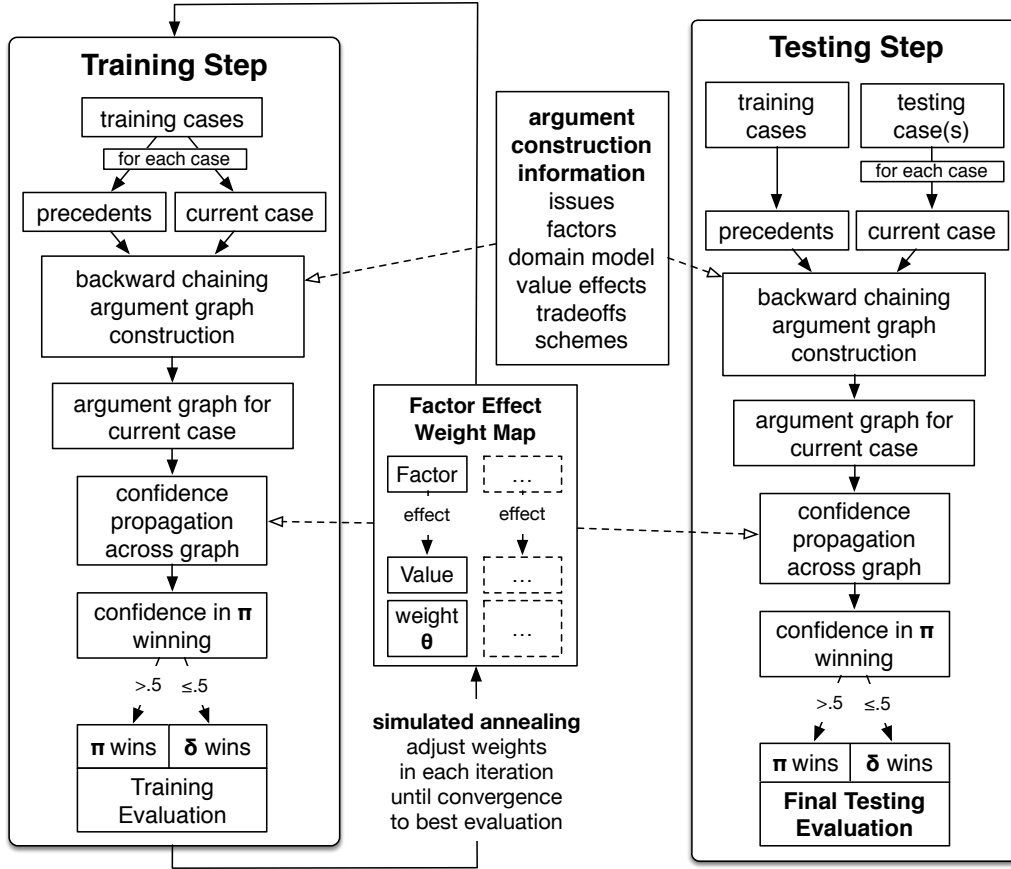 Training Step
training cases
for each case
precedents
current case
backward chaining
argument graph
construction
argument graph for
current case
confidence
propagation
across graph
confidence in π
winning
>.5
≤.5
π wins
δ wins
Training
Evaluation
argument
construction
information
issues
factors
domain model
value effects
tradeoffs
schemes
Factor Effect
Weight Map
Factor
...
effect
effect
Value
...
weight
θ
...
simulated annealing
adjust weights
in each iteration
until convergence
to best evaluation
Testing Step
training
cases
testing
case(s)
for each case
precedents
current case
backward chaining
argument graph
construction
argument graph for
current case
confidence
propagation
across graph
confidence in π
winning
>.5
≤.5
π wins
δ wins
Final Testing
Evaluation